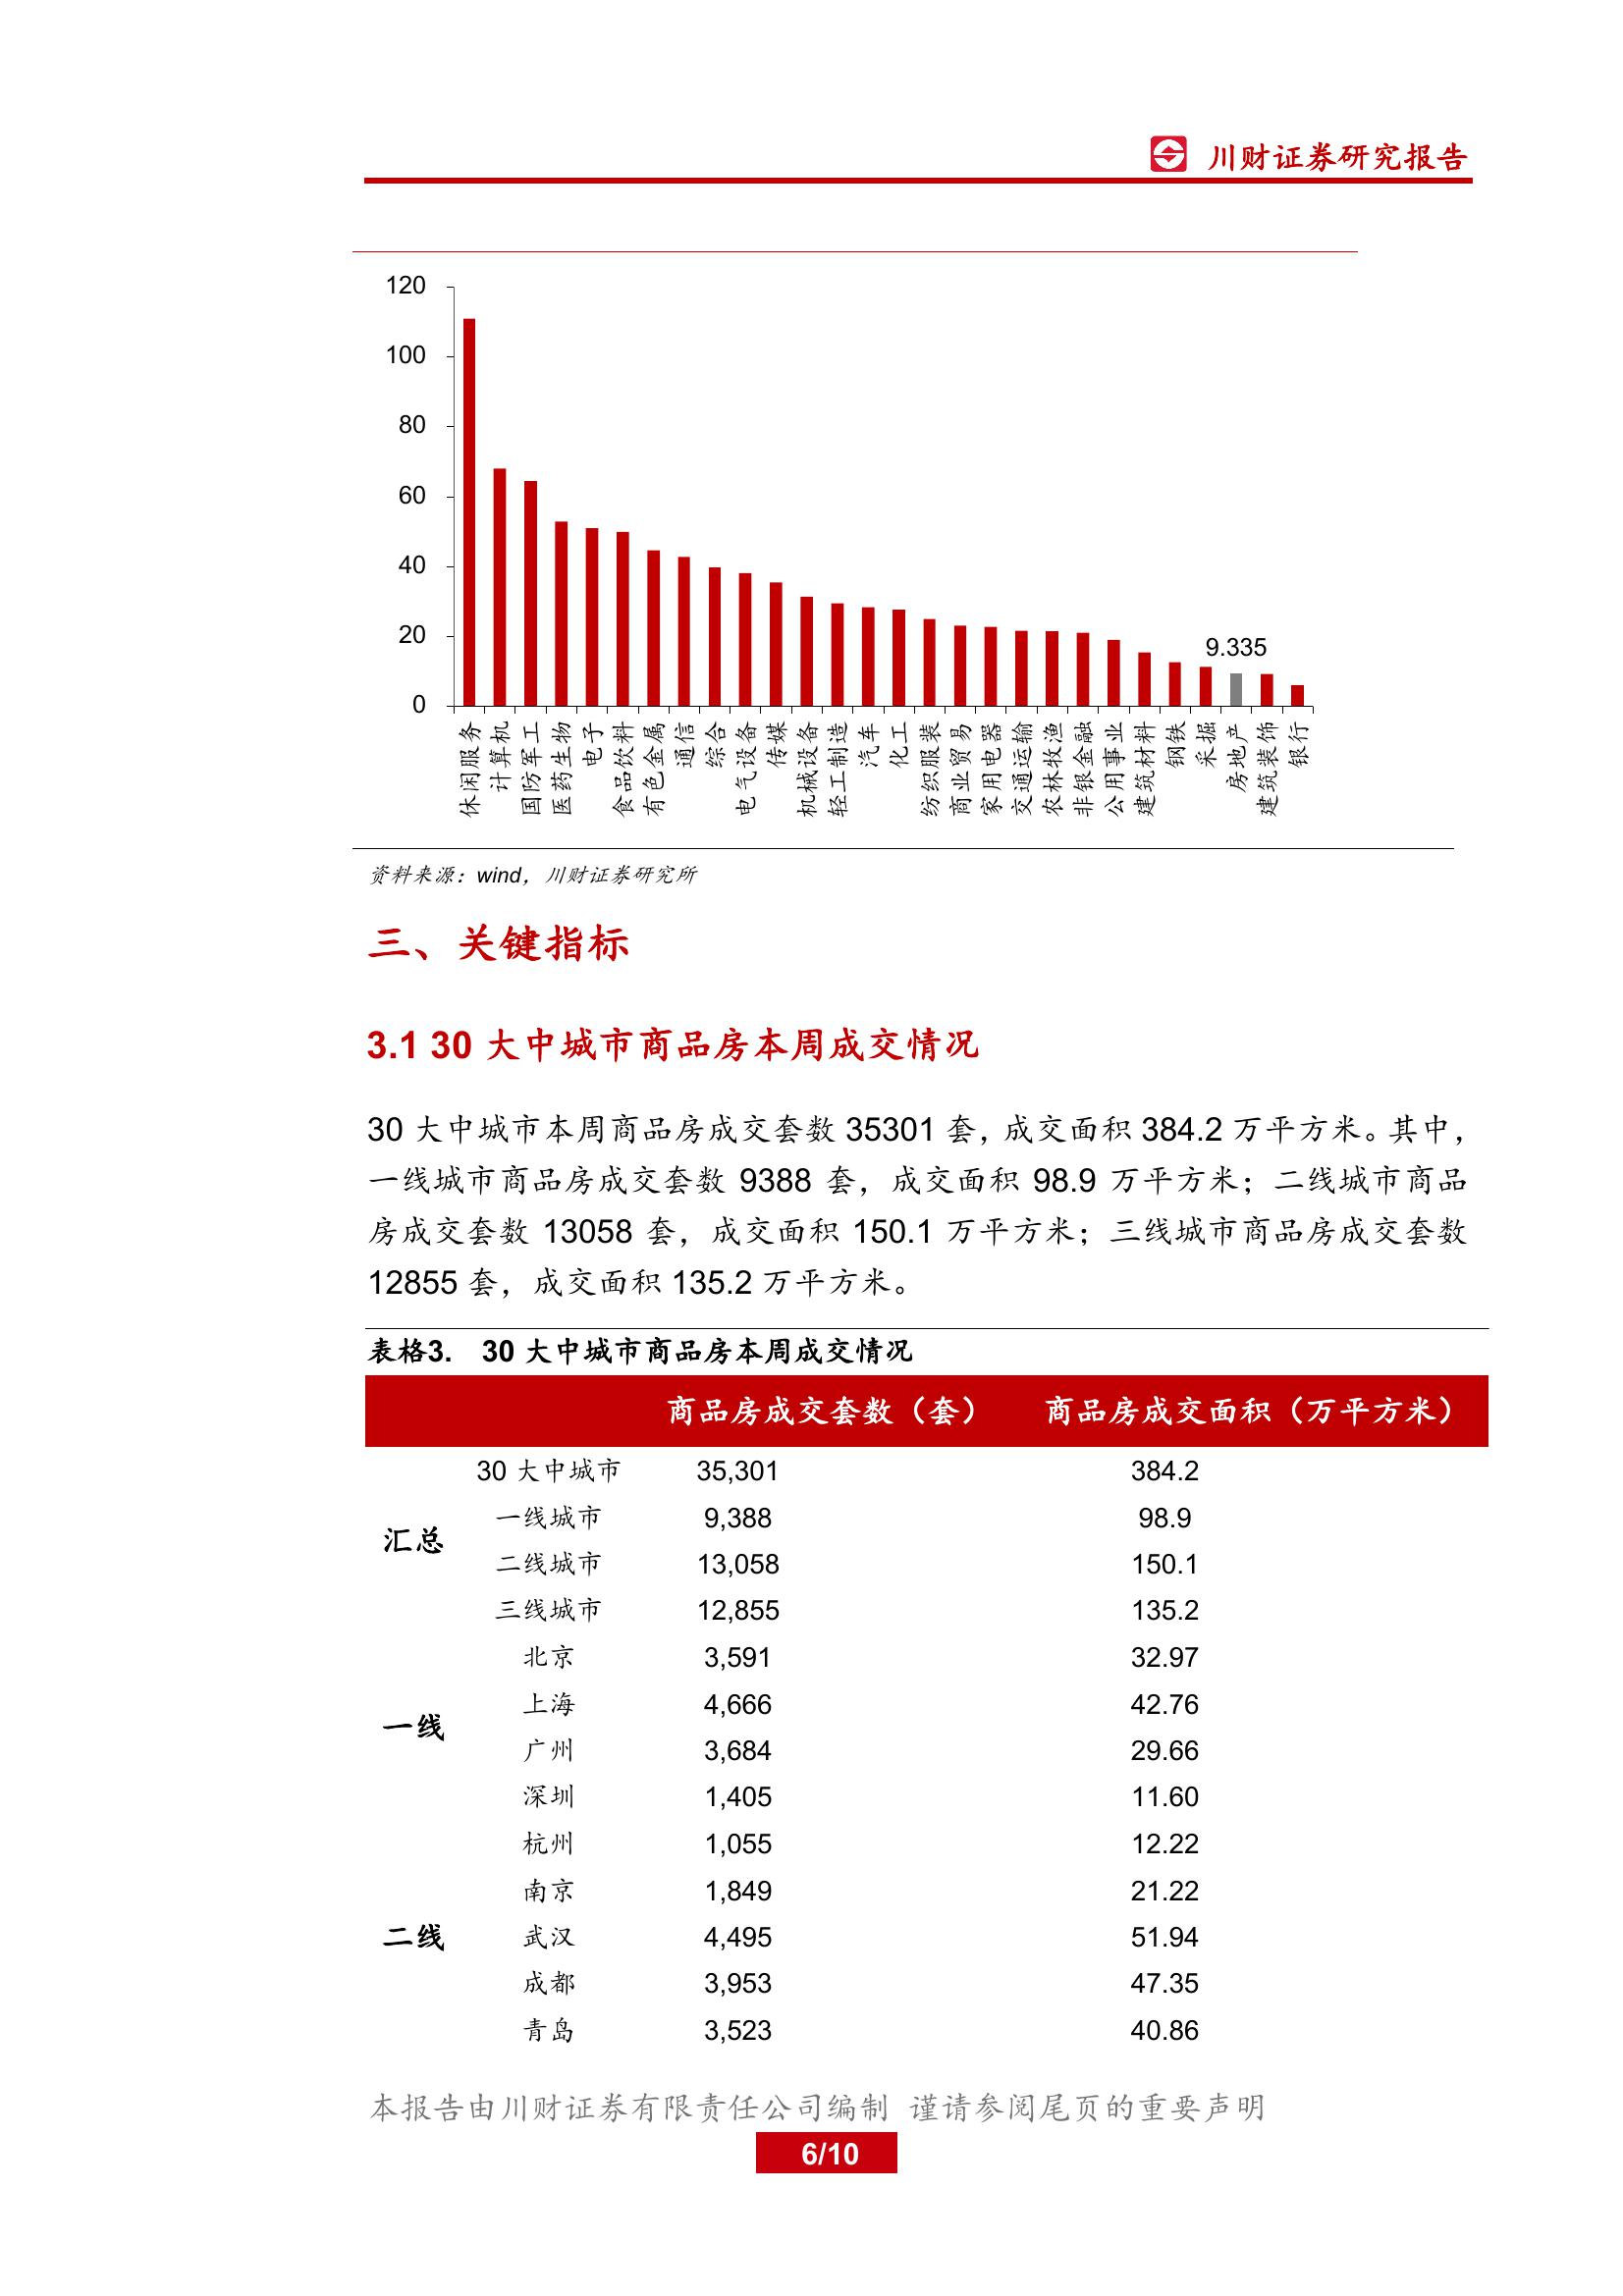 川财证券研究报告
120
100
80
60
40
20
0
9.335
休闲服务
计算机
国防军工
医药生物
电子
食品饮料
有色金属
通信
综合
电气设备
传媒
机械设备
轻工制造
汽车
化工
纺织服装
商业贸易
家用电器
交通运输
农林牧渔
非银金融
公用事业
建筑材料
钢铁
采掘
房地产
建筑装饰
银行
资料来源：wind，川财证券研究所
三、关键指标
3.1 30 大中城市商品房本周成交情况
30 大中城市本周商品房成交套数 35301 套，成交面积 384.2 万平方米。其中，
一线城市商品房成交套数 9388 套，成交面积 98.9 万平方米；二线城市商品
房成交套数 13058 套，成交面积 150.1 万平方米；三线城市商品房成交套数
12855 套，成交面积 135.2 万平方米。
表格3. 30 大中城市商品房本周成交情况
商品房成交套数（套） 商品房成交面积（万平方米）
汇总
30 大中城市 35,301 384.2
一线城市 9,388 98.9
二线城市 13,058 150.1
三线城市 12,855 135.2
一线
北京 3,591 32.97
上海 4,666 42.76
广州 3,684 29.66
深圳 1,405 11.60
二线
杭州 1,055 12.22
南京 1,849 21.22
武汉 4,495 51.94
成都 3,953 47.35
青岛 3,523 40.86
本报告由川财证券有限责任公司编制 谨请参阅尾页的重要声明
6/10